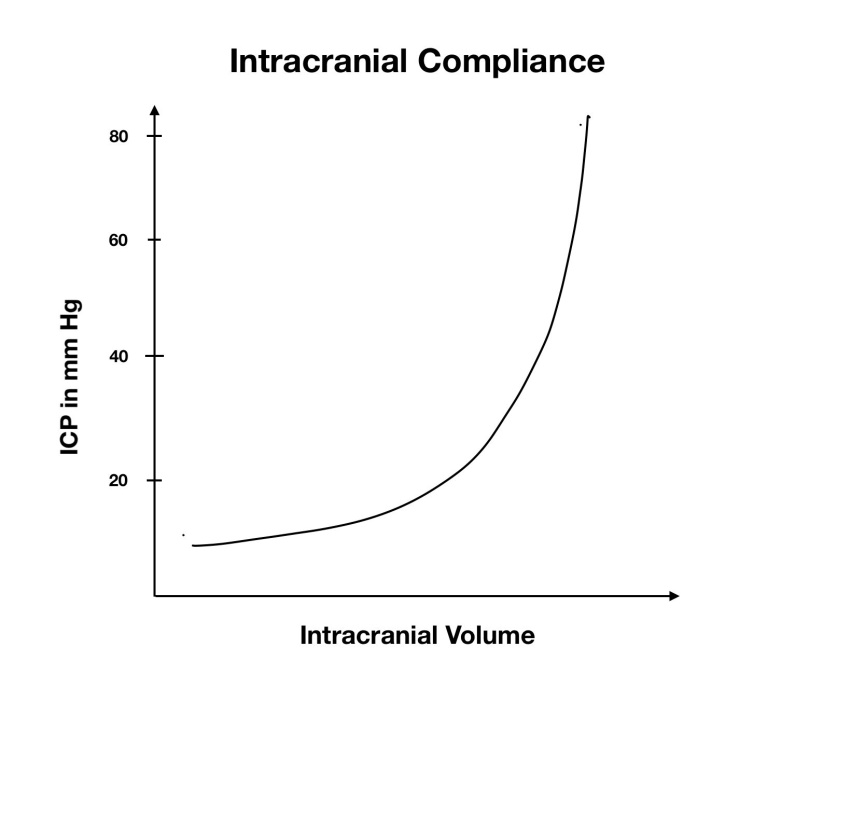 Intracranial Compliance
80
60
40
20
ICP in mm Hg
Intracranial Volume